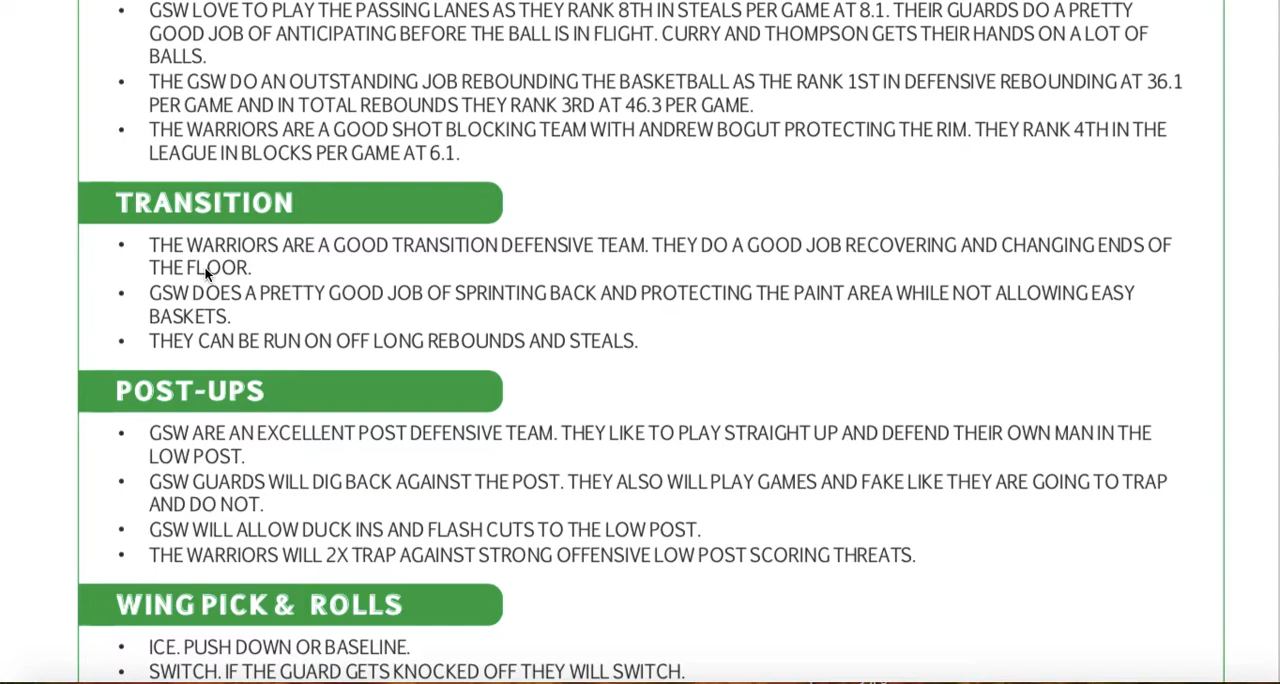 • GSW LOVE TO PLAY THE PASSING LANES AS THEY RANK 8TH IN STEALS PER GAME AT 8.1. THEIR GUARDS DO A PRETTY
GOOD JOB OF ANTICIPATING BEFORE THE BALL IS IN FLIGHT. CURRY AND THOMPSON GETS THEIR HANDS ON A LOT OF
BALLS.
• THE GSW DO AN OUTSTANDING JOB REBOUNDING THE BASKETBALL AS THE RANK 1ST IN DEFENSIVE REBOUNDING AT 36.1
PER GAME AND IN TOTAL REBOUNDS THEY RANK 3RD AT 46.3 PER GAME.
• THE WARRIORS ARE A GOOD SHOT BLOCKING TEAM WITH ANDREW BOGUT PROTECTING THE RIM. THEY RANK 4TH IN THE
LEAGUE IN BLOCKS PER GAME AT 6.1.
TRANSITION
• THE WARRIORS ARE A GOOD TRANSITION DEFENSIVE TEAM. THEY DO A GOOD JOB RECOVERING AND CHANGING ENDS OF
THE FLOOR.
• GSW DOES A PRETTY GOOD JOB OF SPRINTING BACK AND PROTECTING THE PAINT AREA WHILE NOT ALLOWING EASY
BASKETS.
• THEY CAN BE RUN ON OFF LONG REBOUNDS AND STEALS.
POST-UPS
• GSW ARE AN EXCELLENT POST DEFENSIVE TEAM. THEY LIKE TO PLAY STRAIGHT UP AND DEFEND THEIR OWN MAN IN THE
LOW POST.
• GSW GUARDS WILL DIG BACK AGAINST THE POST. THEY ALSO WILL PLAY GAMES AND FAKE LIKE THEY ARE GOING TO TRAP
AND DO NOT.
• GSW WILL ALLOW DUCK INS AND FLASH CUTS TO THE LOW POST.
• THE WARRIORS WILL 2X TRAP AGAINST STRONG OFFENSIVE LOW POST SCORING THREATS.
WING PICK & ROLLS
• ICE. PUSH DOWN OR BASELINE.
• SWITCH. IF THE GUARD GETS KNOCKED OFF THEY WILL SWITCH.